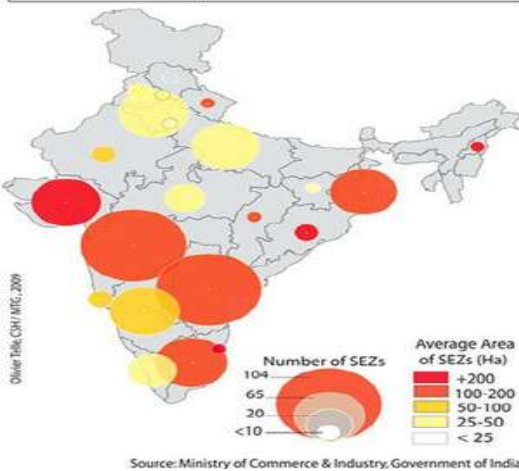 Olivier Telle, CSH / MTG, 2009
Number of SEZs
104
65
20
<10
Average Area
of SEZs (Ha)
+200
100-200
50-100
25-50
< 25
Source: Ministry of Commerce & Industry, Government of India